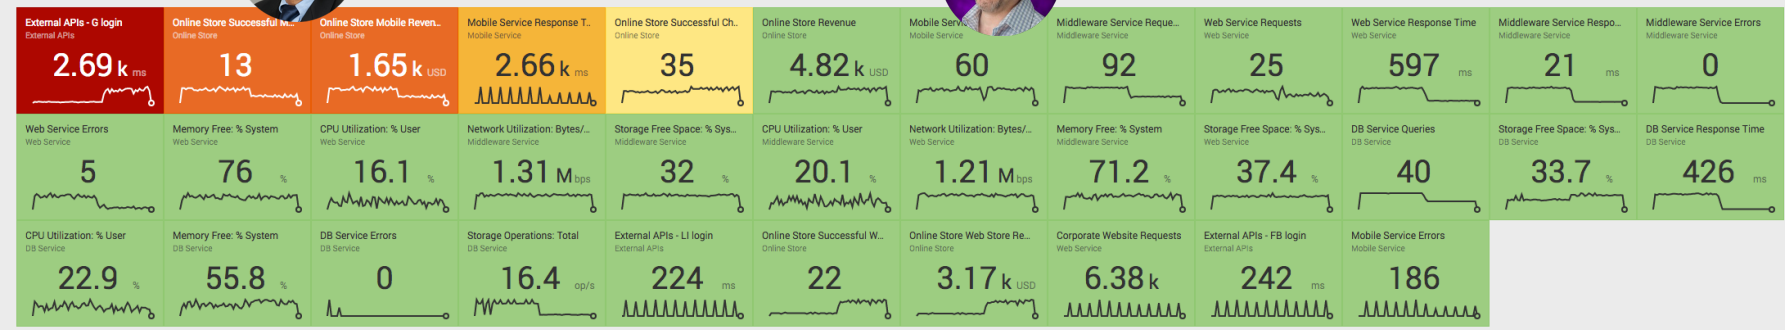 External APIs - G login
External APIs
2.69 k ms
Online Store Successful M...
Online Store
13
Online Store Mobile Reven...
Online Store
1.65 k USD
Mobile Service Response T...
Mobile Service
2.66 k ms
Online Store Successful Ch...
Online Store
35
Online Store Revenue
Online Store
4.82 k USD
Mobile Servi
Mobile Service
60
Middleware Service Reque...
Middleware Service
92
Web Service Requests
Web Service
25
Web Service Response Time
Web Service
597 ms
Middleware Service Respo...
Middleware Service
21 ms
Middleware Service Errors
Middleware Service
0
Web Service Errors
Web Service
5
Memory Free: % System
Web Service
76 %
CPU Utilization: % User
Web Service
16.1 %
Network Utilization: Bytes/...
Middleware Service
1.31 M bps
Storage Free Space: % Sys...
Middleware Service
32 %
CPU Utilization: % User
Middleware Service
20.1 %
Network Utilization: Bytes/...
Web Service
1.21 M bps
Memory Free: % System
Middleware Service
71.2 %
Storage Free Space: % Sys...
Web Service
37.4 %
DB Service Queries
DB Service
40
Storage Free Space: % Sys...
DB Service
33.7 %
DB Service Response Time
DB Service
426 ms
CPU Utilization: % User
DB Service
22.9 %
Memory Free: % System
DB Service
55.8 %
DB Service Errors
DB Service
0
Storage Operations: Total
DB Service
16.4 op/s
External APIs - LI login
External APIs
224 ms
Online Store Successful W...
Online Store
22
Online Store Web Store Re...
Online Store
3.17 k USD
Corporate Website Requests
Web Service
6.38 k
External APIs - FB login
External APIs
242 ms
Mobile Service Errors
Mobile Service
186